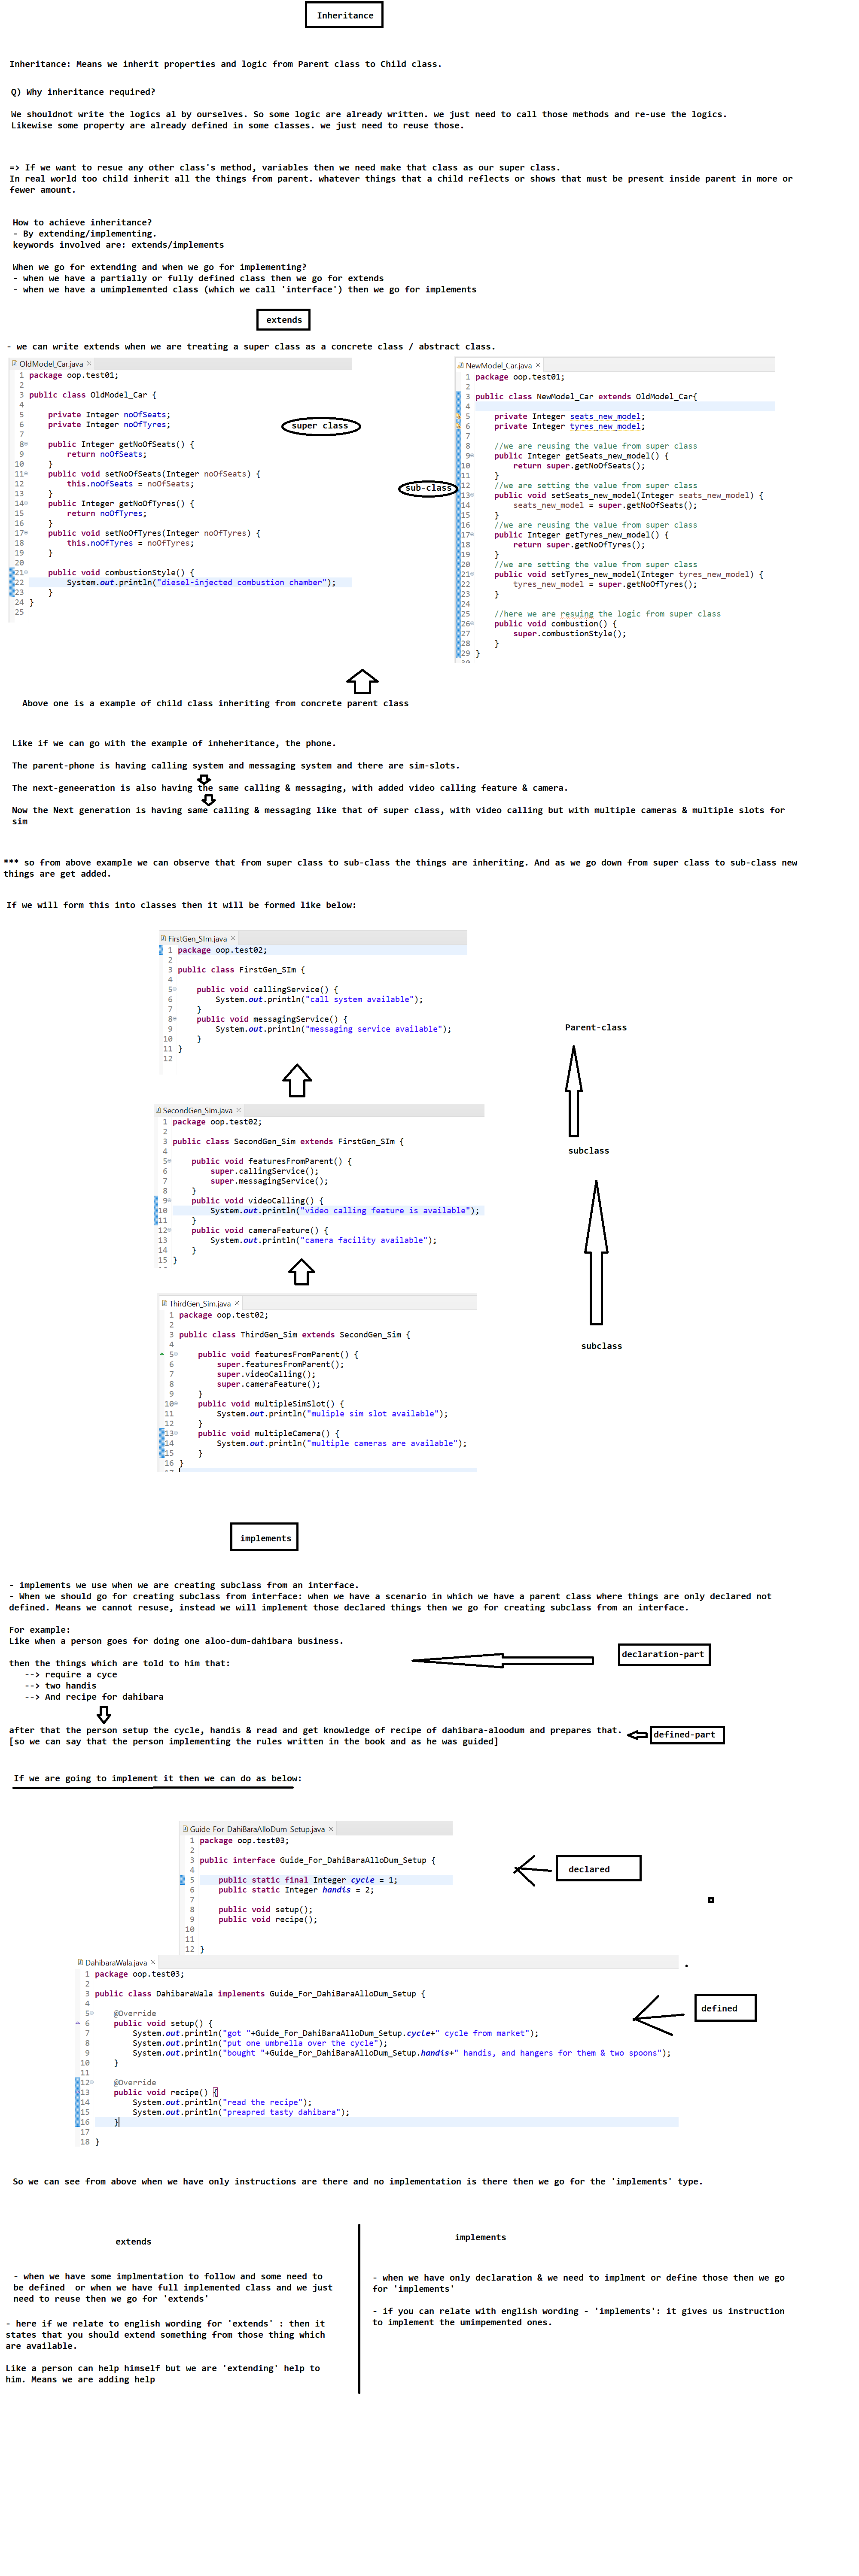 Inheritance
Inheritance: Means we inherit properties and logic from Parent class to Child class.
Q) Why inheritance required?
We shouldnot write the logics al by ourselves. So some logic are already written. we just need to call those methods and re-use the logics.
Likewise some property are already defined in some classes. we just need to reuse those.
=> If we want to resue any other class's method, variables then we need make that class as our super class.
In real world too child inherit all the things from parent. whatever things that a child reflects or shows that must be present inside parent in more or
fewer amount.
How to achieve inheritance?
- By extending/implementing.
keywords involved are: extends/implements
When we go for extending and when we go for implementing?
- when we have a partially or fully defined class then we go for extends
- when we have a umimplemented class (which we call 'interface') then we go for implements
extends
- we can write extends when we are treating a super class as a concrete class / abstract class.
OldModel_Car.java
1 package oop.test01;
2
3 public class OldModel_Car {
4
5 private Integer noOfSeats;
6 private Integer noOfTyres;
7
8 public Integer getNoOfSeats() {
9 return noOfSeats;
10 }
11 public void setNoOfSeats(Integer noOfSeats) {
12 this.noOfSeats = noOfSeats;
13 }
14 public Integer getNoOfTyres() {
15 return noOfTyres;
16 }
17 public void setNoOfTyres(Integer noOfTyres) {
18 this.noOfTyres = noOfTyres;
19 }
20
21 public void combustionStyle() {
22 System.out.println("diesel-injected combustion chamber");
23 }
24 }
25
super class
sub-class
NewModel_Car.java
1 package oop.test01;
2
3 public class NewModel_Car extends OldModel_Car{
4
5 private Integer seats_new_model;
6 private Integer tyres_new_model;
7
8 //we are reusing the value from super class
9 public Integer getSeats_new_model() {
10 return super.getNoOfSeats();
11 }
12 //we are setting the value from super class
13 public void setSeats_new_model(Integer seats_new_model) {
14 seats_new_model = super.getNoOfSeats();
15 }
16 //we are reusing the value from super class
17 public Integer getTyres_new_model() {
18 return super.getNoOfTyres();
19 }
20 //we are setting the value from super class
21 public void setTyres_new_model(Integer tyres_new_model) {
22 tyres_new_model = super.getNoOfTyres();
23 }
24
25 //here we are resuing the logic from super class
26 public void combustion() {
27 super.combustionStyle();
28 }
29 }
Above one is a example of child class inheriting from concrete parent class
Like if we can go with the example of inheheritance, the phone.
The parent-phone is having calling system and messaging system and there are sim-slots.
The next-geneeration is also having the same calling & messaging, with added video calling feature & camera.
Now the Next generation is having same calling & messaging like that of super class, with video calling but with multiple cameras & multiple slots for
sim
*** so from above example we can observe that from super class to sub-class the things are inheriting. And as we go down from super class to sub-class new
things are get added.
If we will form this into classes then it will be formed like below:
FirstGen_SIm.java
1 package oop.test02;
2
3 public class FirstGen_SIm {
4
5 public void callingService() {
6 System.out.println("call system available");
7 }
8 public void messagingService() {
9 System.out.println("messaging service available");
10 }
11 }
12
Parent-class
SecondGen_Sim.java
1 package oop.test02;
2
3 public class SecondGen_Sim extends FirstGen_SIm {
4
5 public void featuresFromParent() {
6 super.callingService();
7 super.messagingService();
8 }
9 public void videoCalling() {
10 System.out.println("video calling feature is available");
11 }
12 public void cameraFeature() {
13 System.out.println("camera facility available");
14 }
15 }
subclass
ThirdGen_Sim.java
1 package oop.test02;
2
3 public class ThirdGen_Sim extends SecondGen_Sim {
4
5 public void featuresFromParent() {
6 super.featuresFromParent();
7 super.videoCalling();
8 super.cameraFeature();
9 }
10 public void multipleSimSlot() {
11 System.out.println("muliple sim slot available");
12 }
13 public void multipleCamera() {
14 System.out.println("multiple cameras are available");
15 }
16 }
subclass
implements
- implements we use when we are creating subclass from an interface.
- When we should go for creating subclass from interface: when we have a scenario in which we have a parent class where things are only declared not
defined. Means we cannot resuse, instead we will implement those declared things then we go for creating subclass from an interface.
For example:
Like when a person goes for doing one aloo-dum-dahibara business.
then the things which are told to him that:
--> require a cyce
--> two handis
--> And recipe for dahibara
declaration-part
after that the person setup the cycle, handis & read and get knowledge of recipe of dahibara-aloodum and prepares that.
[so we can say that the person implementing the rules written in the book and as he was guided]
defined-part
If we are going to implement it then we can do as below:
Guide_For_DahiBaraAlloDum_Setup.java
1 package oop.test03;
2
3 public interface Guide_For_DahiBaraAlloDum_Setup {
4
5 public static final Integer cycle = 1;
6 public static Integer handis = 2;
7
8 public void setup();
9 public void recipe();
10
11
12 }
declared
DahibaraWala.java
1 package oop.test03;
2
3 public class DahibaraWala implements Guide_For_DahiBaraAlloDum_Setup {
4
5 @Override
6 public void setup() {
7 System.out.println("got "+Guide_For_DahiBaraAlloDum_Setup.cycle+" cycle from market");
8 System.out.println("put one umbrella over the cycle");
9 System.out.println("bought "+Guide_For_DahiBaraAlloDum_Setup.handis+" handis, and hangers for them & two spoons");
10 }
11
12 @Override
13 public void recipe() {
14 System.out.println("read the recipe");
15 System.out.println("preapred tasty dahibara");
16 }
17
18 }
defined
So we can see from above when we have only instructions are there and no implementation is there then we go for the 'implements' type.
extends
- when we have some implmentation to follow and some need to
be defined or when we have full implemented class and we just
need to reuse then we go for 'extends'
- here if we relate to english wording for 'extends' : then it
states that you should extend something from those thing which
are available.
Like a person can help himself but we are 'extending' help to
him. Means we are adding help
implements
- when we have only declaration & we need to implment or define those then we go
for 'implements'
- if you can relate with english wording - 'implements': it gives us instruction
to implement the umimpemented ones.